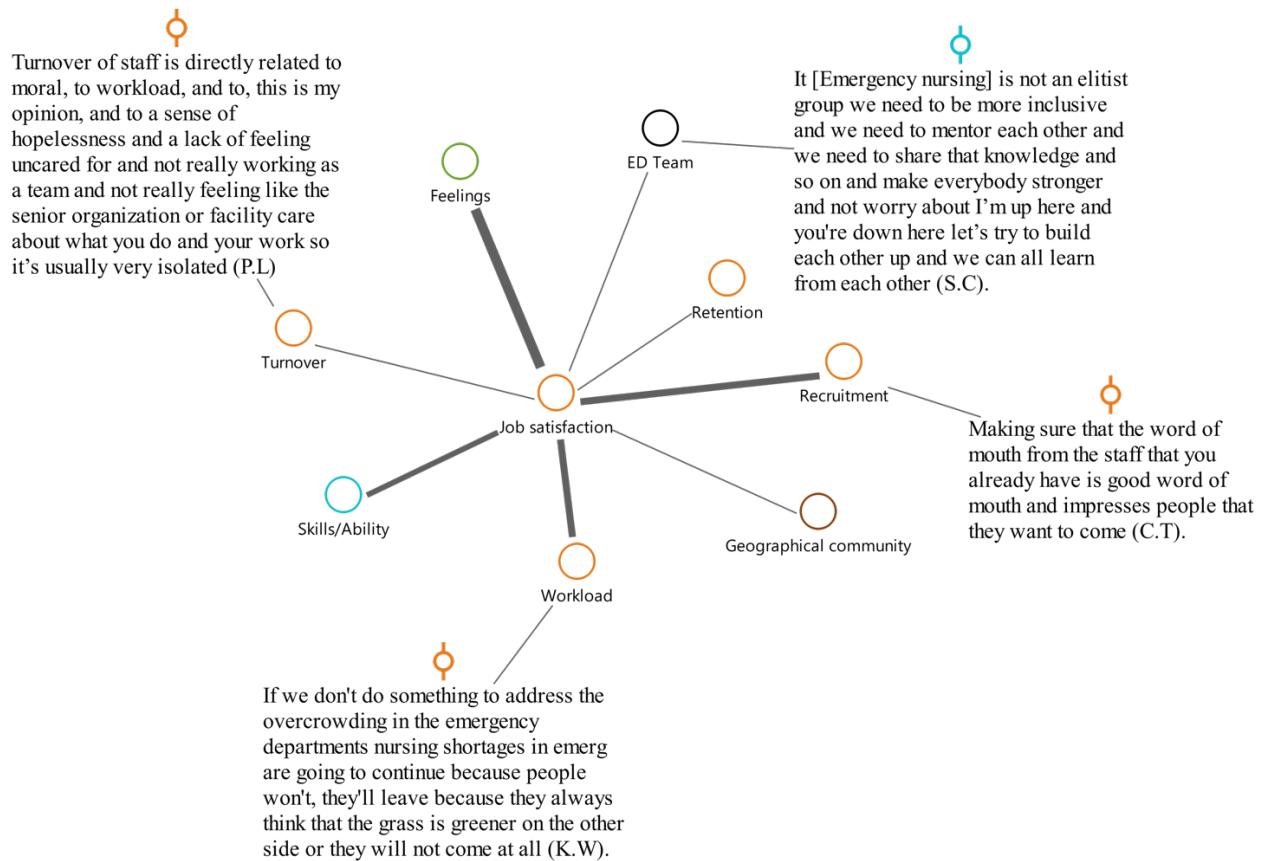 Turnover of staff is directly related to
moral, to workload, and to, this is my
opinion, and to a sense of
hopelessness and a lack of feeling
uncared for and not really working as
a team and not really feeling like the
senior organization or facility care
about what you do and your work so
it's usually very isolated (P.L)
It [Emergency nursing] is not an elitist
group we need to be more inclusive
and we need to mentor each other and
we need to share that knowledge and
so on and make everybody stronger
and not worry about I'm up here and
you're down here let's try to build
each other up and we can all learn
from each other (S.C).
ED Team
Feelings
Retention
Turnover
Recruitment
Job satisfaction
Making sure that the word of
mouth from the staff that you
already have is good word of
mouth and impresses people that
they want to come (C.T).
Skills/Ability
Geographical community
Workload
If we don't do something to address the
overcrowding in the emergency
departments nursing shortages in emerg
are going to continue because people
won't, they'll leave because they always
think that the grass is greener on the other
side or they will not come at all (K.W).